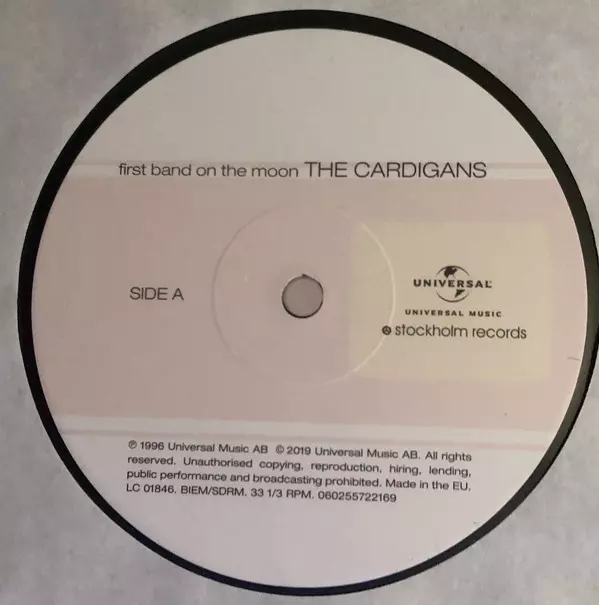 first band on the moon THE CARDIGANS
SIDE A
UNIVERSAL
UNIVERSAL MUSIC
stockholm records
℗ 1996 Universal Music AB © 2019 Universal Music AB. All rights
reserved. Unauthorised copying, reproduction, hiring, lending,
public performance and broadcasting prohibited. Made in the EU.
LC 01846. BIEM/SDRM. 33 1/3 RPM. 060255722169